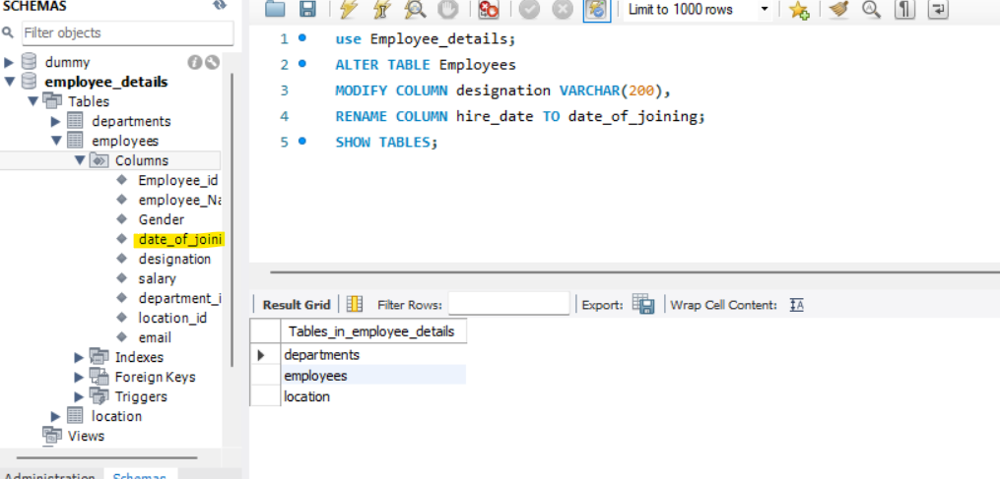 SCHEMAS
Limit to 1000 rows
Filter objects
dummy
employee_details
Tables
departments
employees
Columns
Employee_id
employee_Na
Gender
date_of_joini
designation
salary
department_i
location_id
email
Indexes
Foreign Keys
Triggers
location
Views
Administration Schemas
1 use Employee_details;
2 ALTER TABLE Employees
3 MODIFY COLUMN designation VARCHAR(200),
4 RENAME COLUMN hire_date TO date_of_joining;
5 SHOW TABLES;
Result Grid Filter Rows: Export: Wrap Cell Content: IA
Tables_in_employee_details
departments
employees
location